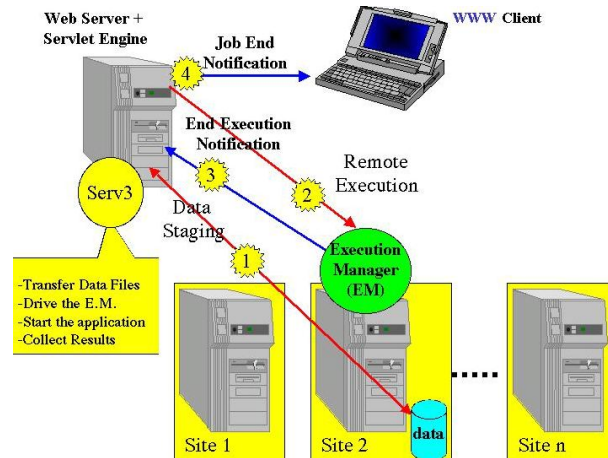 Web Server +
Servlet Engine
WWW Client
Job End
Notification
4
End Execution
Notification
3
2
Remote
Execution
Serv3
Data
Staging
1
Execution
Manager
(EM)
-Transfer Data Files
-Drive the E.M.
-Start the application
-Collect Results
data
Site 1
Site 2
Site n